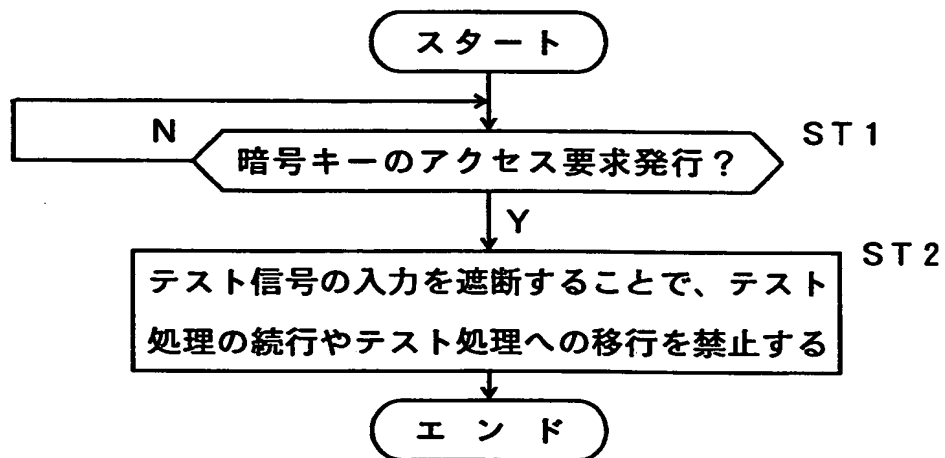 スタート
N
ST1
暗号キーのアクセス要求発行？
Y
ST2
テスト信号の入力を遮断することで、テスト
処理の続行やテスト処理への移行を禁止する
エンド